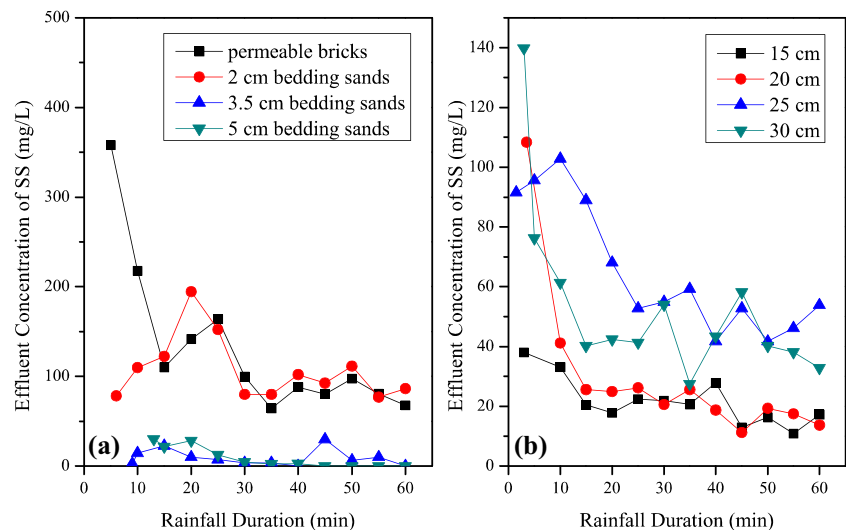 500
400
300
200
100
0
Effluent Concentration of SS (mg/L)
permeable bricks
2 cm bedding sands
3.5 cm bedding sands
5 cm bedding sands
(a)
0 10 20 30 40 50 60
Rainfall Duration (min)
140
120
100
80
60
40
20
0
Effluent Concentration of SS (mg/L)
15 cm
20 cm
25 cm
30 cm
(b)
0 10 20 30 40 50 60
Rainfall Duration (min)